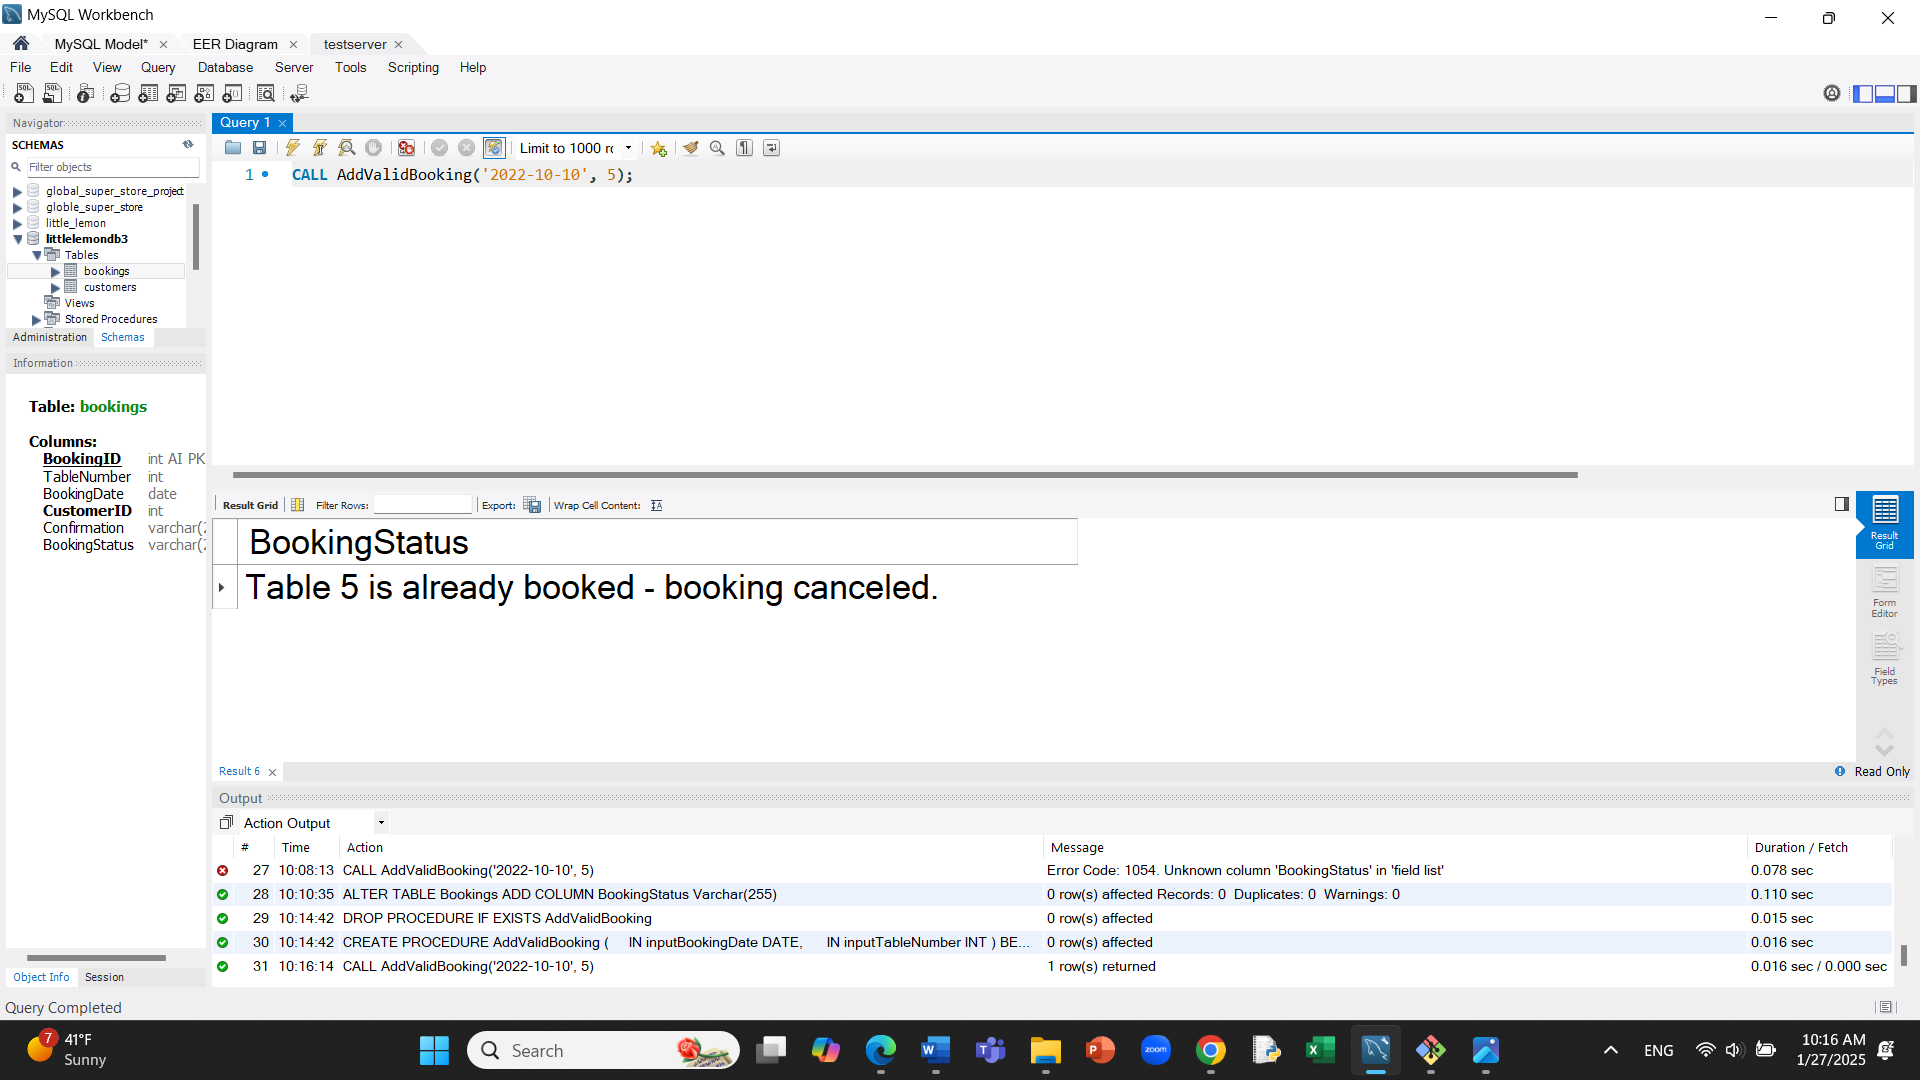 MySQL Workbench
MySQL Model* × EER Diagram × testserver ×
File Edit View Query Database Server Tools Scripting Help
Navigator
Query 1 ×
SCHEMAS
Filter objects
Limit to 1000 r
1 CALL AddValidBooking('2022-10-10', 5);
global_super_store_project
globle_super_store
little_lemon
littlelemondb3
Tables
bookings
customers
Views
Stored Procedures
Administration Schemas
Information
Table: bookings
Columns:
BookingID int AI PK
TableNumber int
BookingDate date
CustomerID int
Confirmation varchar(
BookingStatus varchar(
Result Grid Filter Rows: Export: Wrap Cell Content:
BookingStatus
Table 5 is already booked - booking canceled.
Result Grid
Form Editor
Field Types
Result 6 ×
Read Only
Output
Action Output
# Time Action Message Duration / Fetch
27 10:08:13 CALL AddValidBooking('2022-10-10', 5) Error Code: 1054. Unknown column 'BookingStatus' in 'field list' 0.078 sec
28 10:10:35 ALTER TABLE Bookings ADD COLUMN BookingStatus Varchar(255) 0 row(s) affected Records: 0 Duplicates: 0 Warnings: 0 0.110 sec
29 10:14:42 DROP PROCEDURE IF EXISTS AddValidBooking 0 row(s) affected 0.015 sec
30 10:14:42 CREATE PROCEDURE AddValidBooking ( IN inputBookingDate DATE, IN inputTableNumber INT ) BE... 0 row(s) affected 0.016 sec
31 10:16:14 CALL AddValidBooking('2022-10-10', 5) 1 row(s) returned 0.016 sec / 0.000 sec
Object Info Session
Query Completed
7 41°F
Sunny
Search
zoom
ENG
10:16 AM
1/27/2025